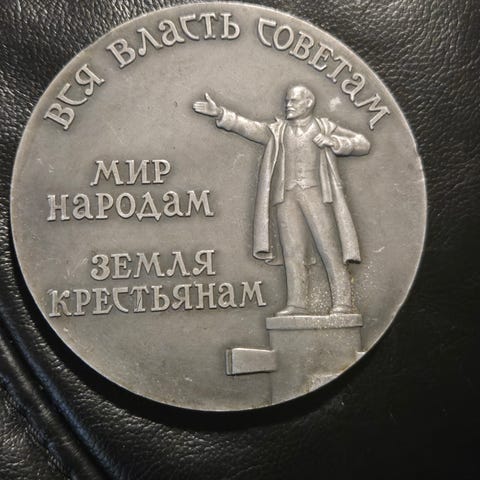 ВСЯ ВЛАСТЬ СОВЕТАМ
МИР
НАРОДАМ
ЗЕМЛЯ
КРЕСТЬЯНАМ